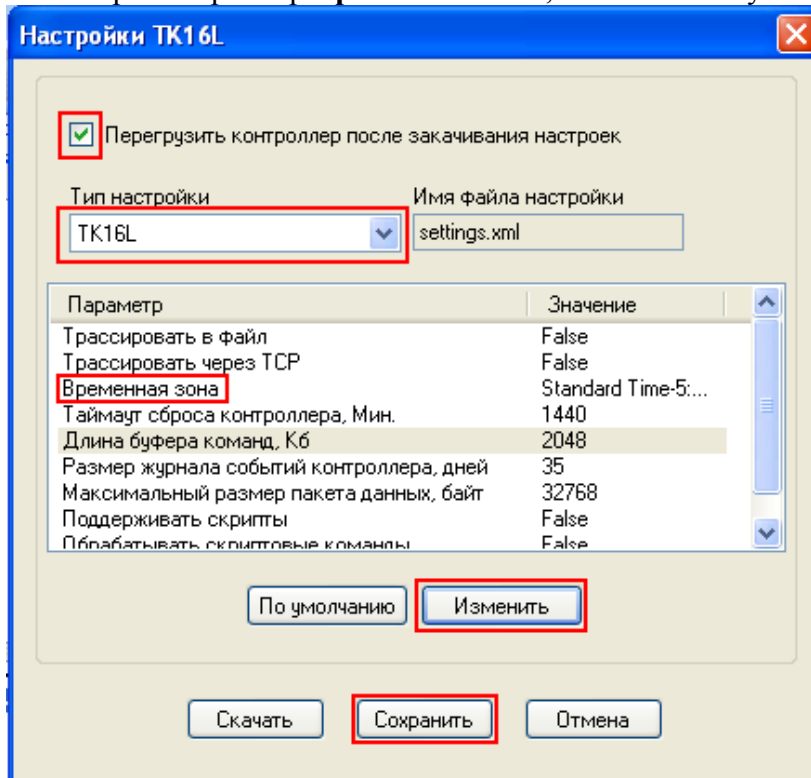 Настройки TK16L
Перегрузить контроллер после закачивания настроек
Тип настройки Имя файла настройки
TK16L settings.xml
Параметр Значение
Трассировать в файл False
Трассировать через TCP False
Временная зона Standard Time-5:...
Таймаут сброса контроллера, Мин. 1440
Длина буфера команд, Кб 2048
Размер журнала событий контроллера, дней 35
Максимальный размер пакета данных, байт 32768
Поддерживать скрипты False
Обрабатывать скриптовые команды False
По умолчанию Изменить
Скачать Сохранить Отмена